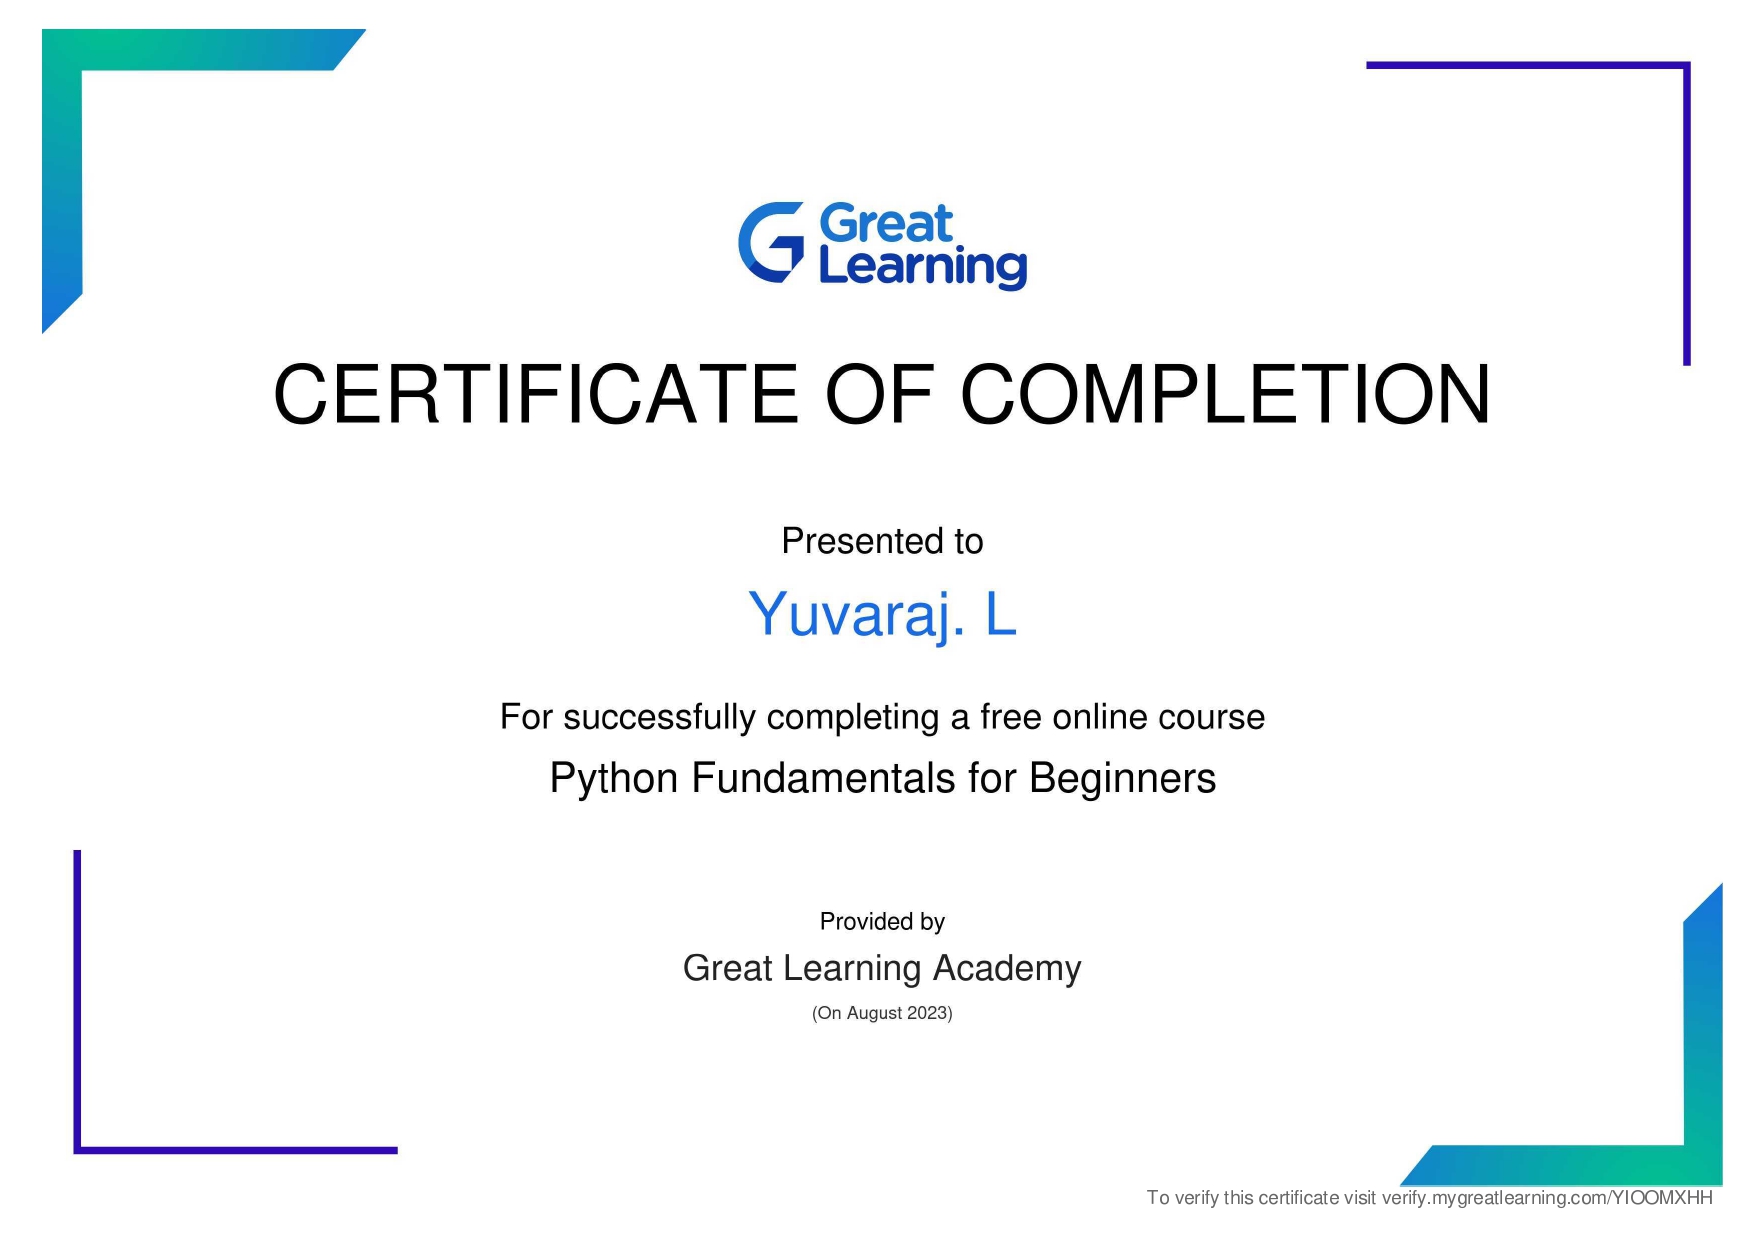 Great
Learning
CERTIFICATE OF COMPLETION
Presented to
Yuvaraj. L
For successfully completing a free online course
Python Fundamentals for Beginners
Provided by
Great Learning Academy
(On August 2023)
To verify this certificate visit verify.mygreatlearning.com/YIOOMXHH